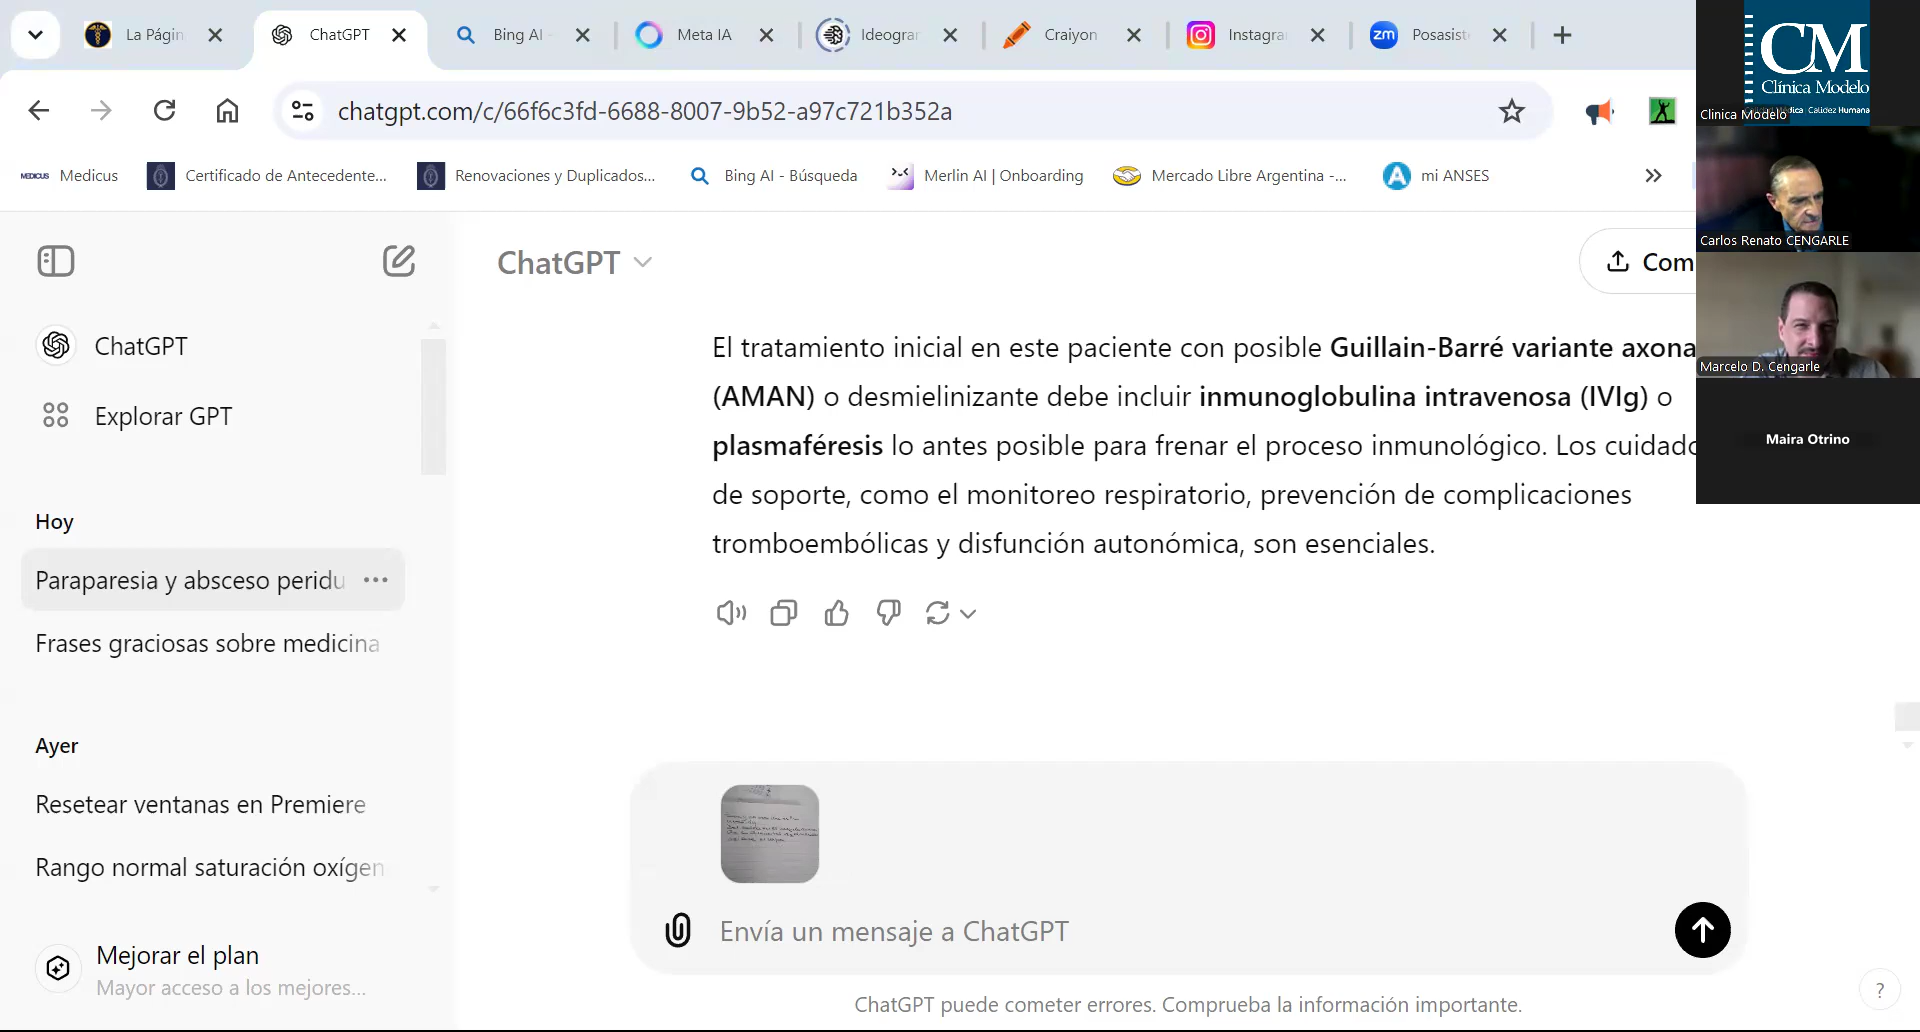 La Págin
ChatGPT
Bing AI -
Meta IA
Ideogra
Craiyon
Instagra
zm
Posasist
chatgpt.com/c/66f6c3fd-6688-8007-9b52-a97c721b352a
MEDICUS
Medicus
Certificado de Antecedente...
Renovaciones y Duplicados...
Bing AI - Búsqueda
Merlin AI | Onboarding
Mercado Libre Argentina -...
mi ANSES
ChatGPT
Explorar GPT
Hoy
Paraparesia y absceso peridu
Frases graciosas sobre medicina
Ayer
Resetear ventanas en Premiere
Rango normal saturación oxígen
Mejorar el plan
Mayor acceso a los mejores...
ChatGPT
Com
El tratamiento inicial en este paciente con posible Guillain-Barré variante axona
(AMAN) o desmielinizante debe incluir inmunoglobulina intravenosa (IVIg) o
plasmaféresis lo antes posible para frenar el proceso inmunológico. Los cuidado
de soporte, como el monitoreo respiratorio, prevención de complicaciones
tromboembólicas y disfunción autonómica, son esenciales.
Envía un mensaje a ChatGPT
ChatGPT puede cometer errores. Comprueba la información importante.
?
CM
Clínica Modelo
Calidez Humana
Clinica Modelo
Carlos Renato CENGARLE
Marcelo D. Cengarle
Maira Otrino